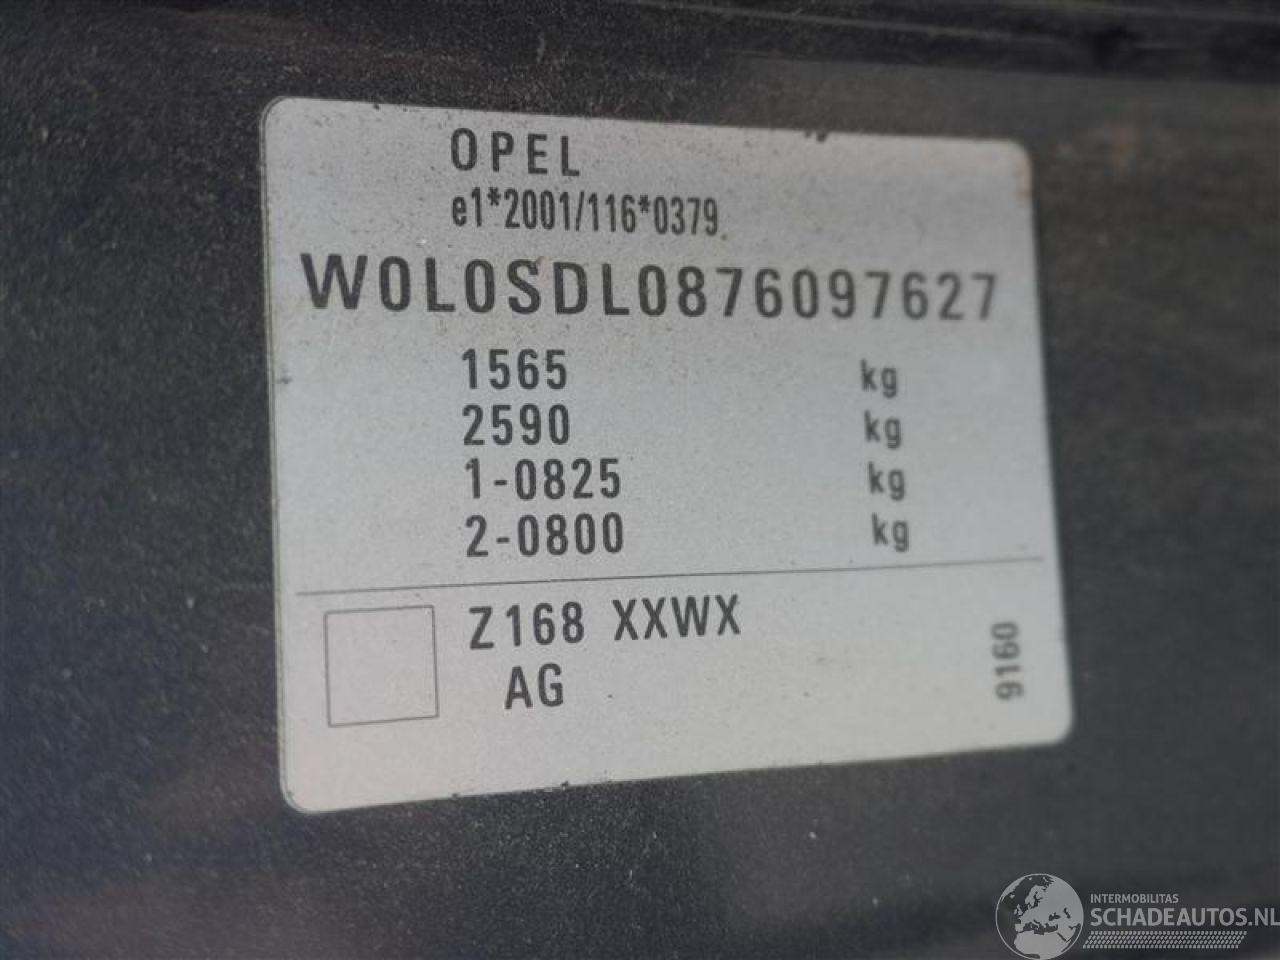 OPEL
e1*2001/116*0379
W0L0SDL0876097627
1565 kg
2590 kg
1-0825 kg
2-0800 kg
Z168 XXWX
AG
9160
INTERMOBILITAS
SCHADEAUTOS.NL